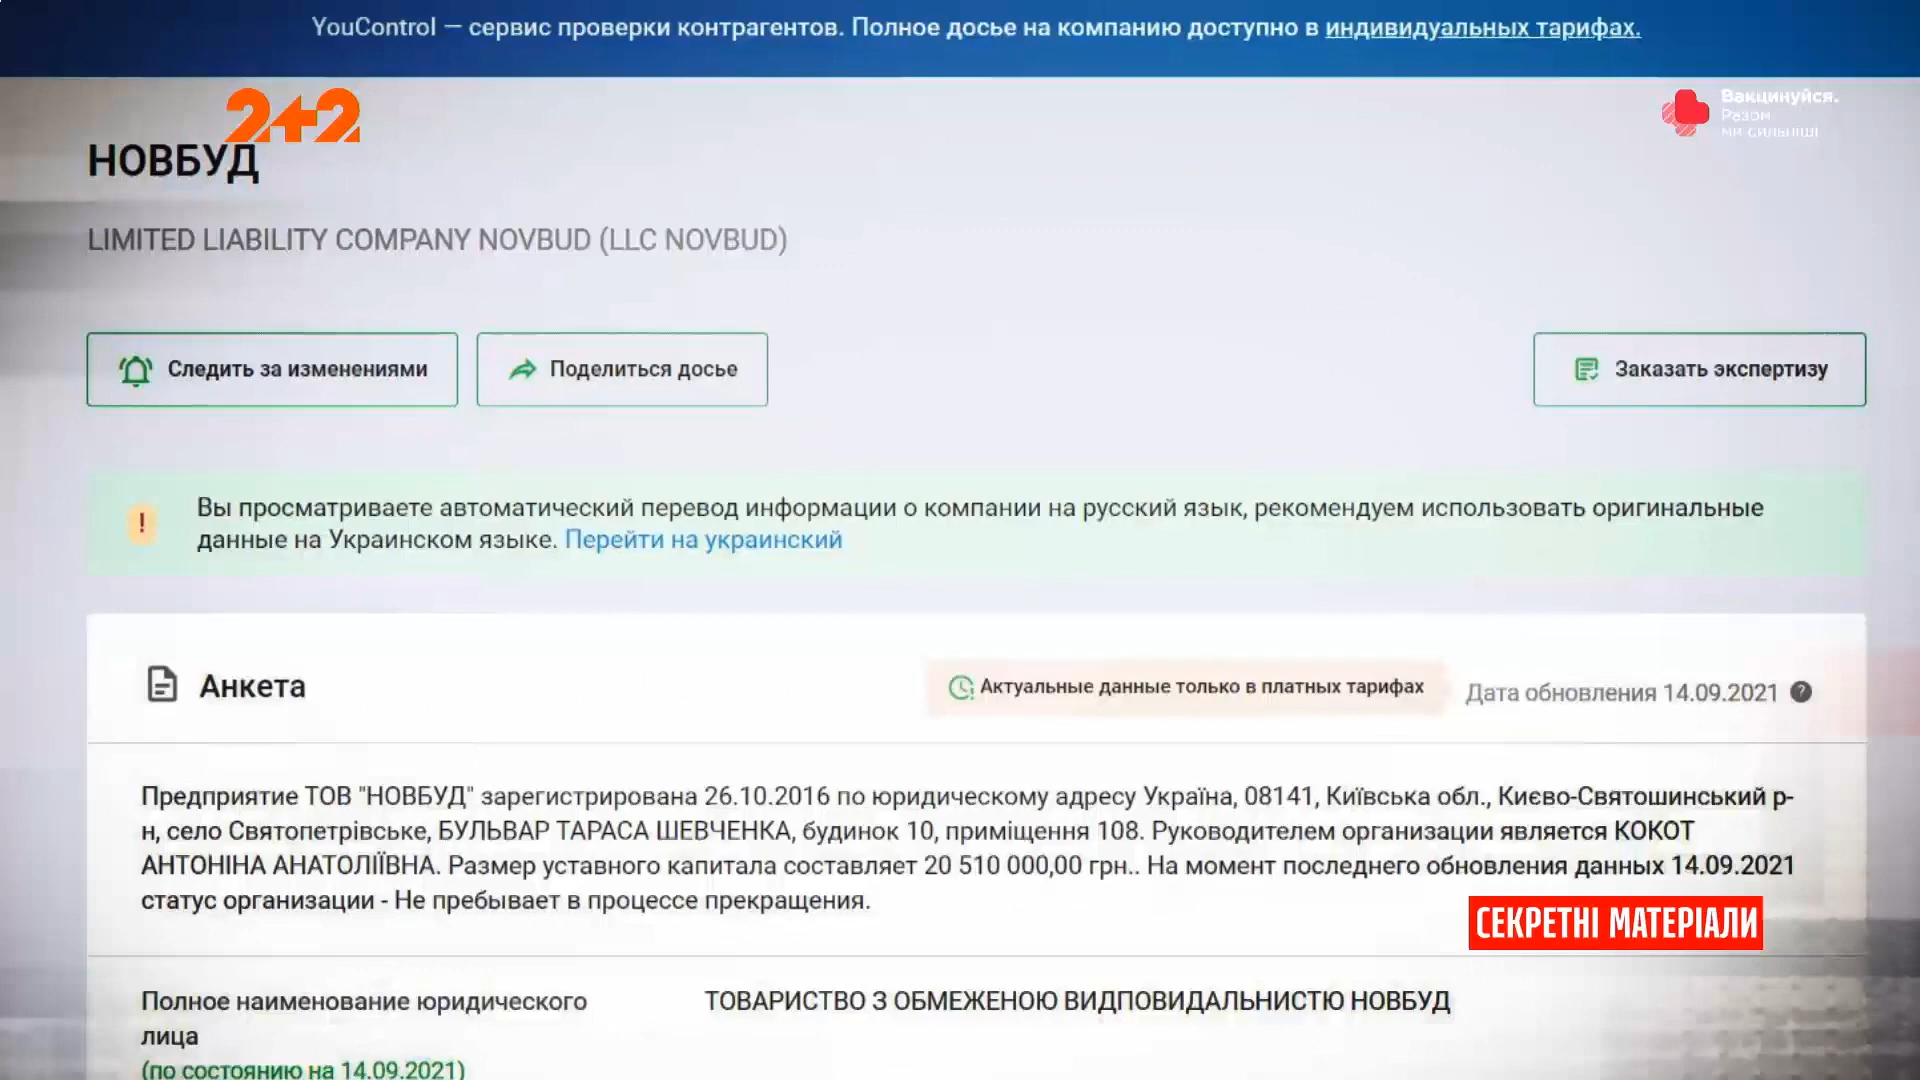 YouControl — сервис проверки контрагентов. Полное досье на компанию доступно в индивидуальных тарифах.
2+2
Вакцинуйся.
Разом
ми сильніші
НОВБУД
LIMITED LIABILITY COMPANY NOVBUD (LLC NOVBUD)
Следить за изменениями
Поделиться досье
Заказать экспертизу
! Вы просматриваете автоматический перевод информации о компании на русский язык, рекомендуем использовать оригинальные
данные на Украинском языке. Перейти на украинский
Анкета
Актуальные данные только в платных тарифах
Дата обновления 14.09.2021 ?
Предприятие ТОВ "НОВБУД" зарегистрирована 26.10.2016 по юридическому адресу Україна, 08141, Київська обл., Києво-Святошинський р-
н, село Святопетрівське, БУЛЬВАР ТАРАСА ШЕВЧЕНКА, будинок 10, приміщення 108. Руководителем организации является КОКОТ
АНТОНІНА АНАТОЛІЇВНА. Размер уставного капитала составляет 20 510 000,00 грн.. На момент последнего обновления данных 14.09.2021
статус организации - Не пребывает в процессе прекращения.
СЕКРЕТНІ МАТЕРІАЛИ
Полное наименование юридического
лица
(по состоянию на 14.09.2021)
ТОВАРИСТВО З ОБМЕЖЕНОЮ ВИДПОВИДАЛЬНИСТЮ НОВБУД